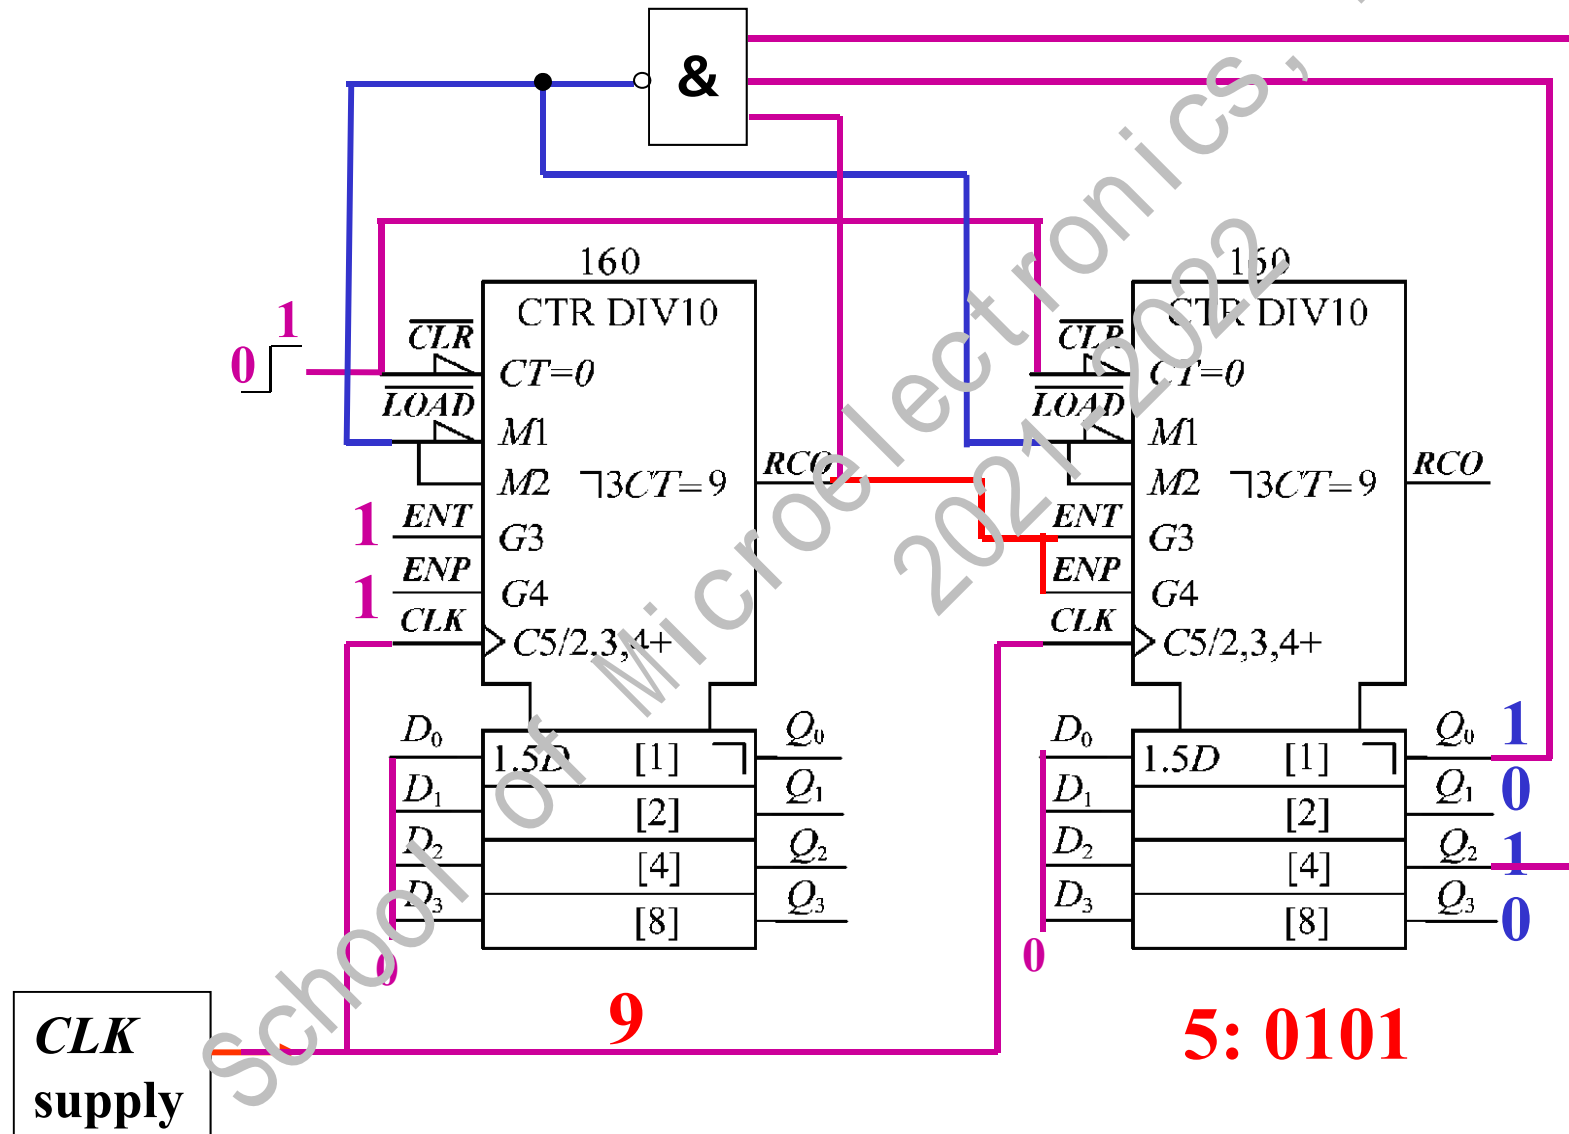 &
160
CTR DIV10
CLR
CT=0
LOAD
M1
M2
ㄱ3CT=9
RCO
ENT
G3
ENP
G4
CLK
C5/2,3,4+
D0
1.5D
[1]
Q0
D1
[2]
Q1
D2
[4]
Q2
D3
[8]
Q3
0
1
1
1
0
9
160
CTR DIV10
CLR
CT=0
LOAD
M1
M2
ㄱ3CT=9
RCO
ENT
G3
ENP
G4
CLK
C5/2,3,4+
D0
1.5D
[1]
Q0
1
D1
[2]
Q1
0
D2
[4]
Q2
1
D3
[8]
Q3
0
0
5: 0101
CLK
supply
School of Microelectronics,
2021-2022